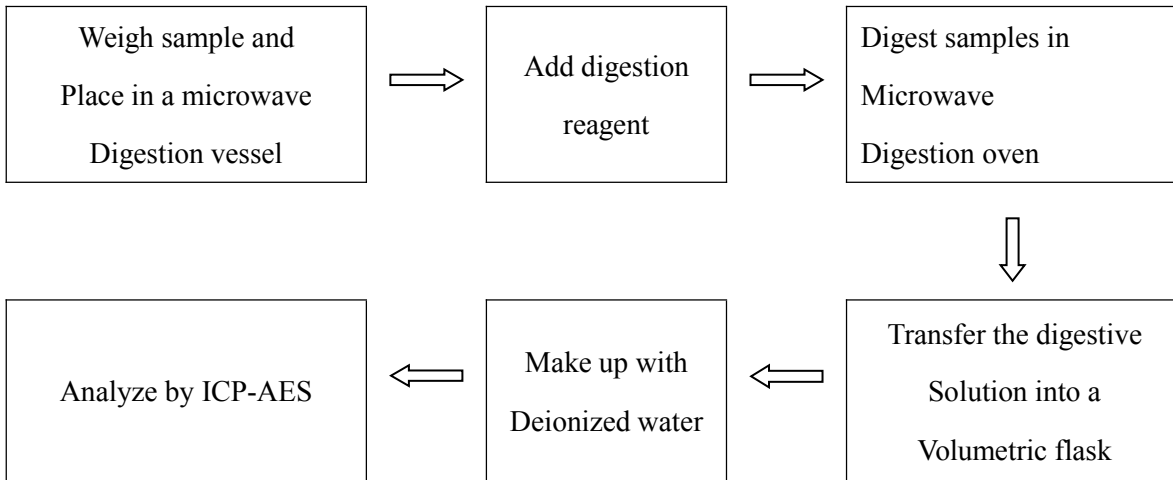 Weigh sample and
Place in a microwave
Digestion vessel
Add digestion
reagent
Digest samples in
Microwave
Digestion oven
Transfer the digestive
Solution into a
Volumetric flask
Make up with
Deionized water
Analyze by ICP-AES